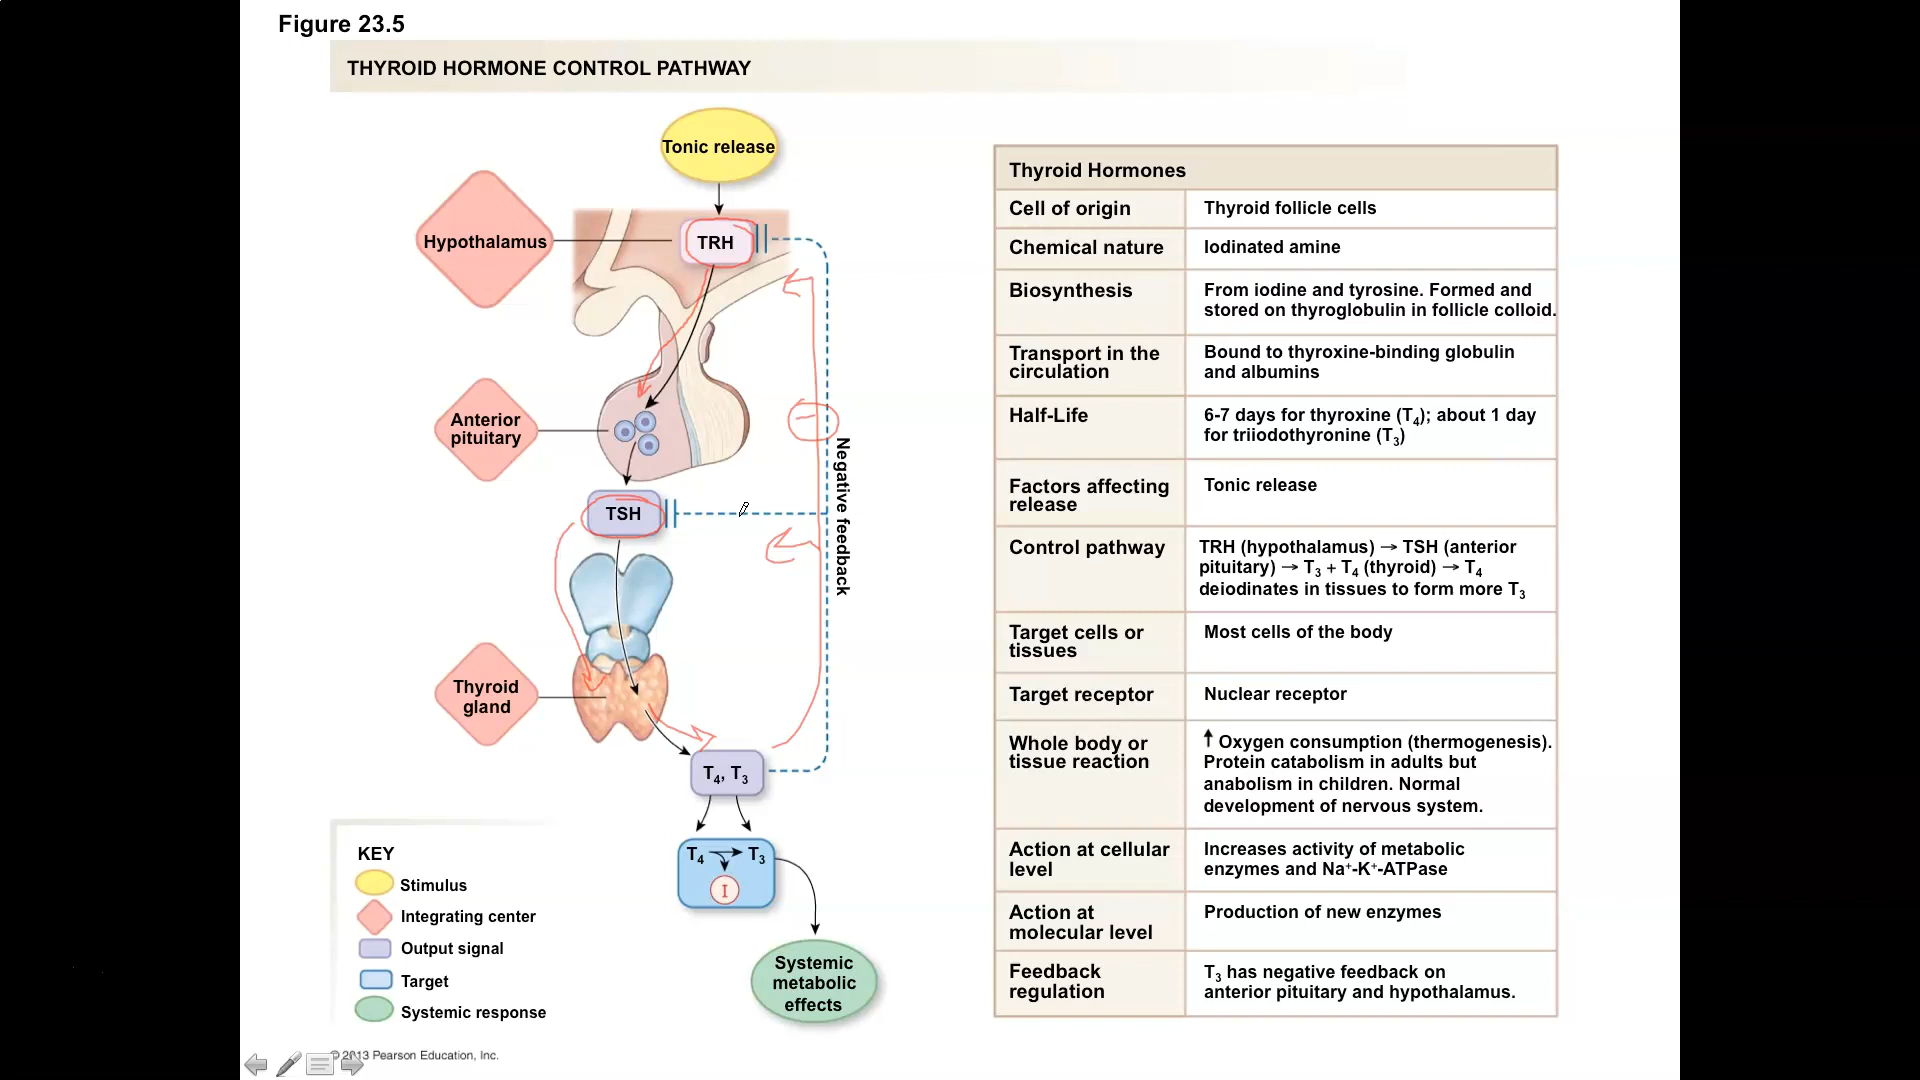 Figure 23.5
THYROID HORMONE CONTROL PATHWAY
Tonic release
Hypothalamus
TRH
Anterior
pituitary
Negative feedback
TSH
Thyroid
gland
T₄, T₃
T₄ → T₃
I
Systemic
metabolic
effects
KEY
Stimulus
Integrating center
Output signal
Target
Systemic response
© 2013 Pearson Education, Inc.
Thyroid Hormones
Cell of origin
Thyroid follicle cells
Chemical nature
Iodinated amine
Biosynthesis
From iodine and tyrosine. Formed and
stored on thyroglobulin in follicle colloid.
Transport in the
circulation
Bound to thyroxine-binding globulin
and albumins
Half-Life
6-7 days for thyroxine (T₄); about 1 day
for triiodothyronine (T₃)
Factors affecting
release
Tonic release
Control pathway
TRH (hypothalamus) → TSH (anterior
pituitary) → T₃ + T₄ (thyroid) → T₄
deiodinates in tissues to form more T₃
Target cells or
tissues
Most cells of the body
Target receptor
Nuclear receptor
Whole body or
tissue reaction
↑ Oxygen consumption (thermogenesis).
Protein catabolism in adults but
anabolism in children. Normal
development of nervous system.
Action at cellular
level
Increases activity of metabolic
enzymes and Na⁺-K⁺-ATPase
Action at
molecular level
Production of new enzymes
Feedback
regulation
T₃ has negative feedback on
anterior pituitary and hypothalamus.